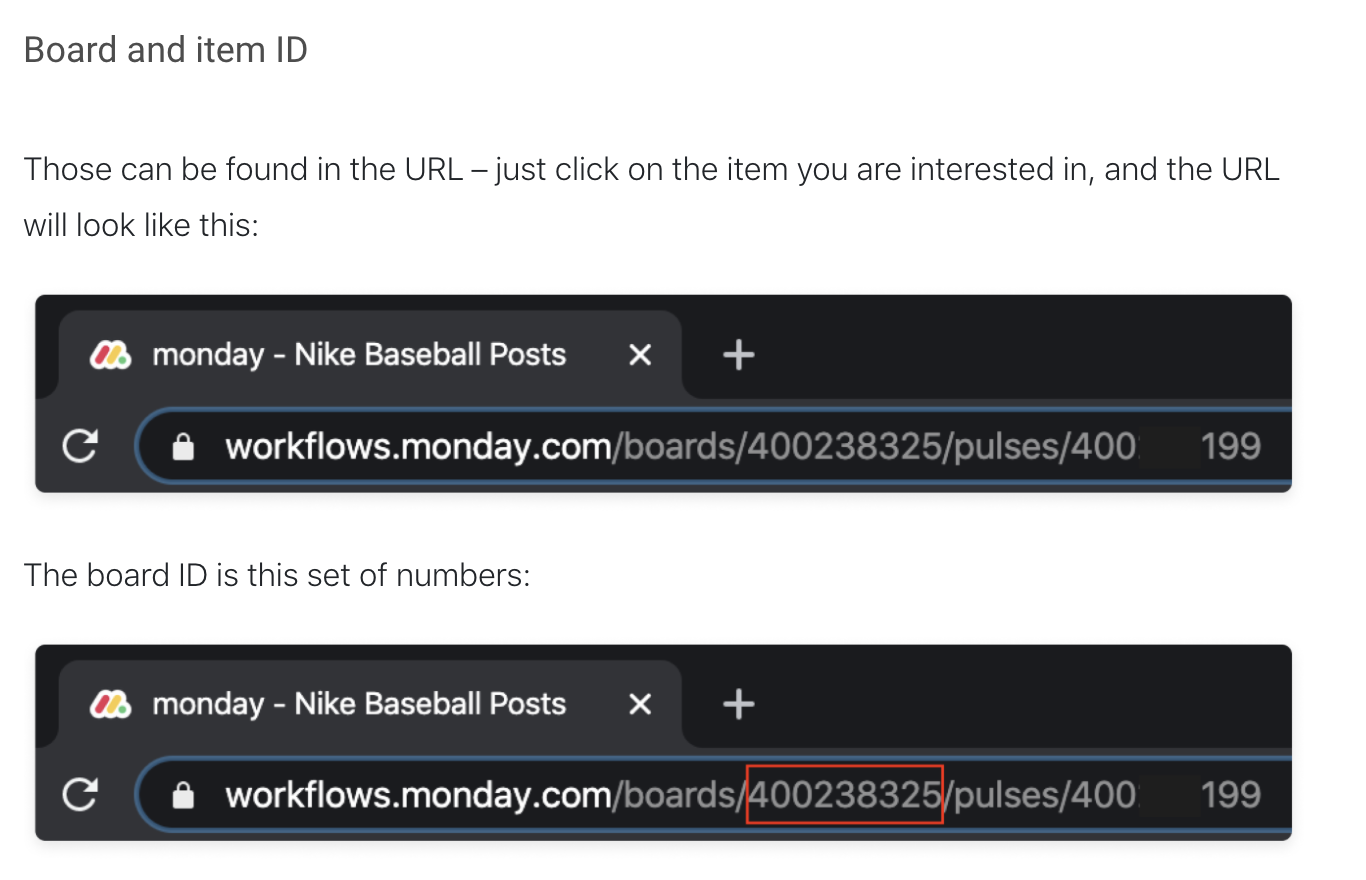 Board and item ID
Those can be found in the URL – just click on the item you are interested in, and the URL
will look like this:
monday - Nike Baseball Posts
workflows.monday.com/boards/400238325/pulses/400 199
The board ID is this set of numbers:
monday - Nike Baseball Posts
workflows.monday.com/boards/400238325/pulses/400 199